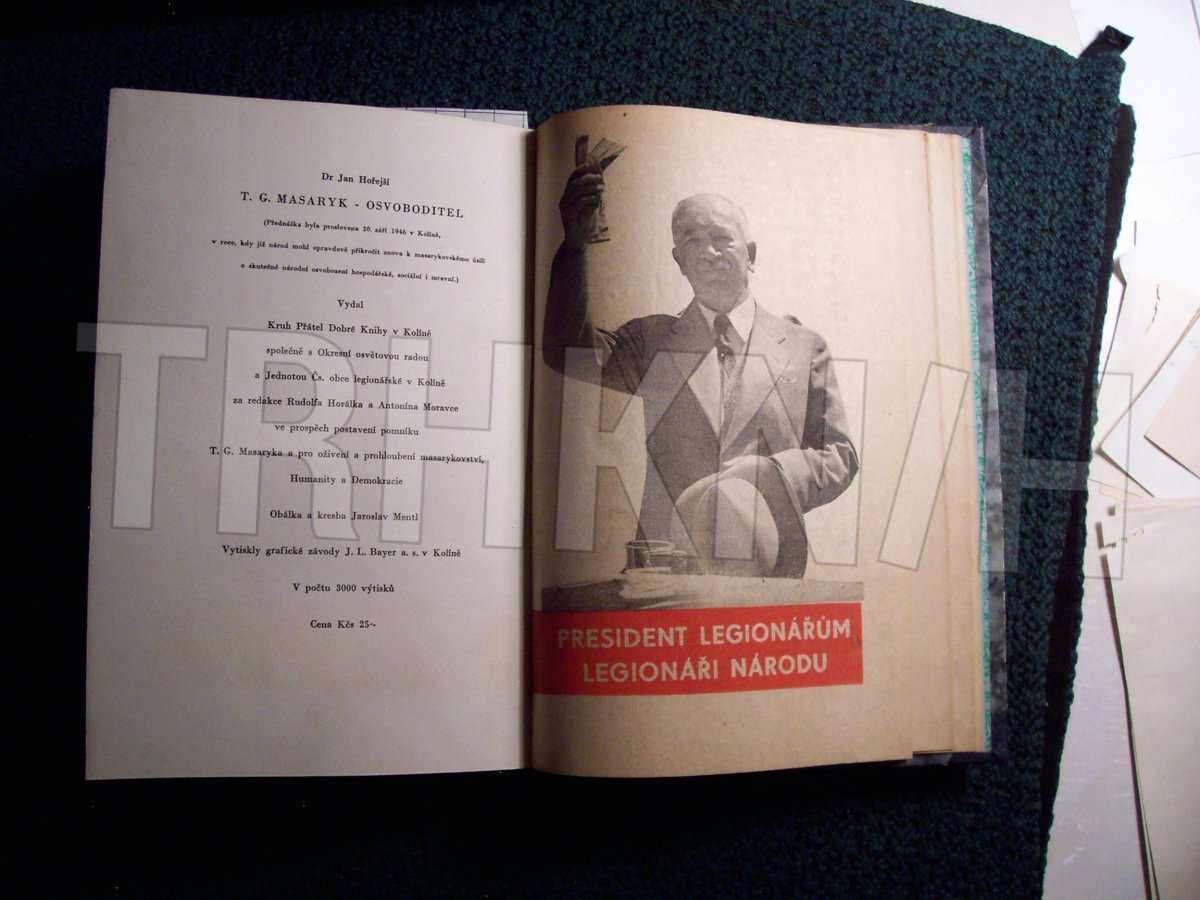 Dr Jan Hořejší
T. G. MASARYK - OSVOBODITEL
(Přednáška byla proslovena 20. září 1946 v Kolíně,
v roce, kdy již národ mohl opravdově přikročit znova k masarykovskému úsilí
o skutečné národní osvobození hospodářské, sociální i mravní.)
Vydal
Kruh Přátel Dobré Knihy v Kolíně
společně s Okresní osvětovou radou
a Jednotou Čs. obce legionářské v Kolíně
za redakce Rudolfa Horálka a Antonína Moravce
ve prospěch postavení pomníku
T. G. Masaryka a pro oživení a prohloubení masarykovství,
Humanity a Demokracie
Obálka a kresba Jaroslav Mentl
Vytiskly grafické závody J. L. Bayer a. s. v Kolíně
V počtu 3000 výtisků
Cena Kčs 25·-
PRESIDENT LEGIONÁŘŮM
LEGIONÁŘI NÁRODU
TRHKNIH